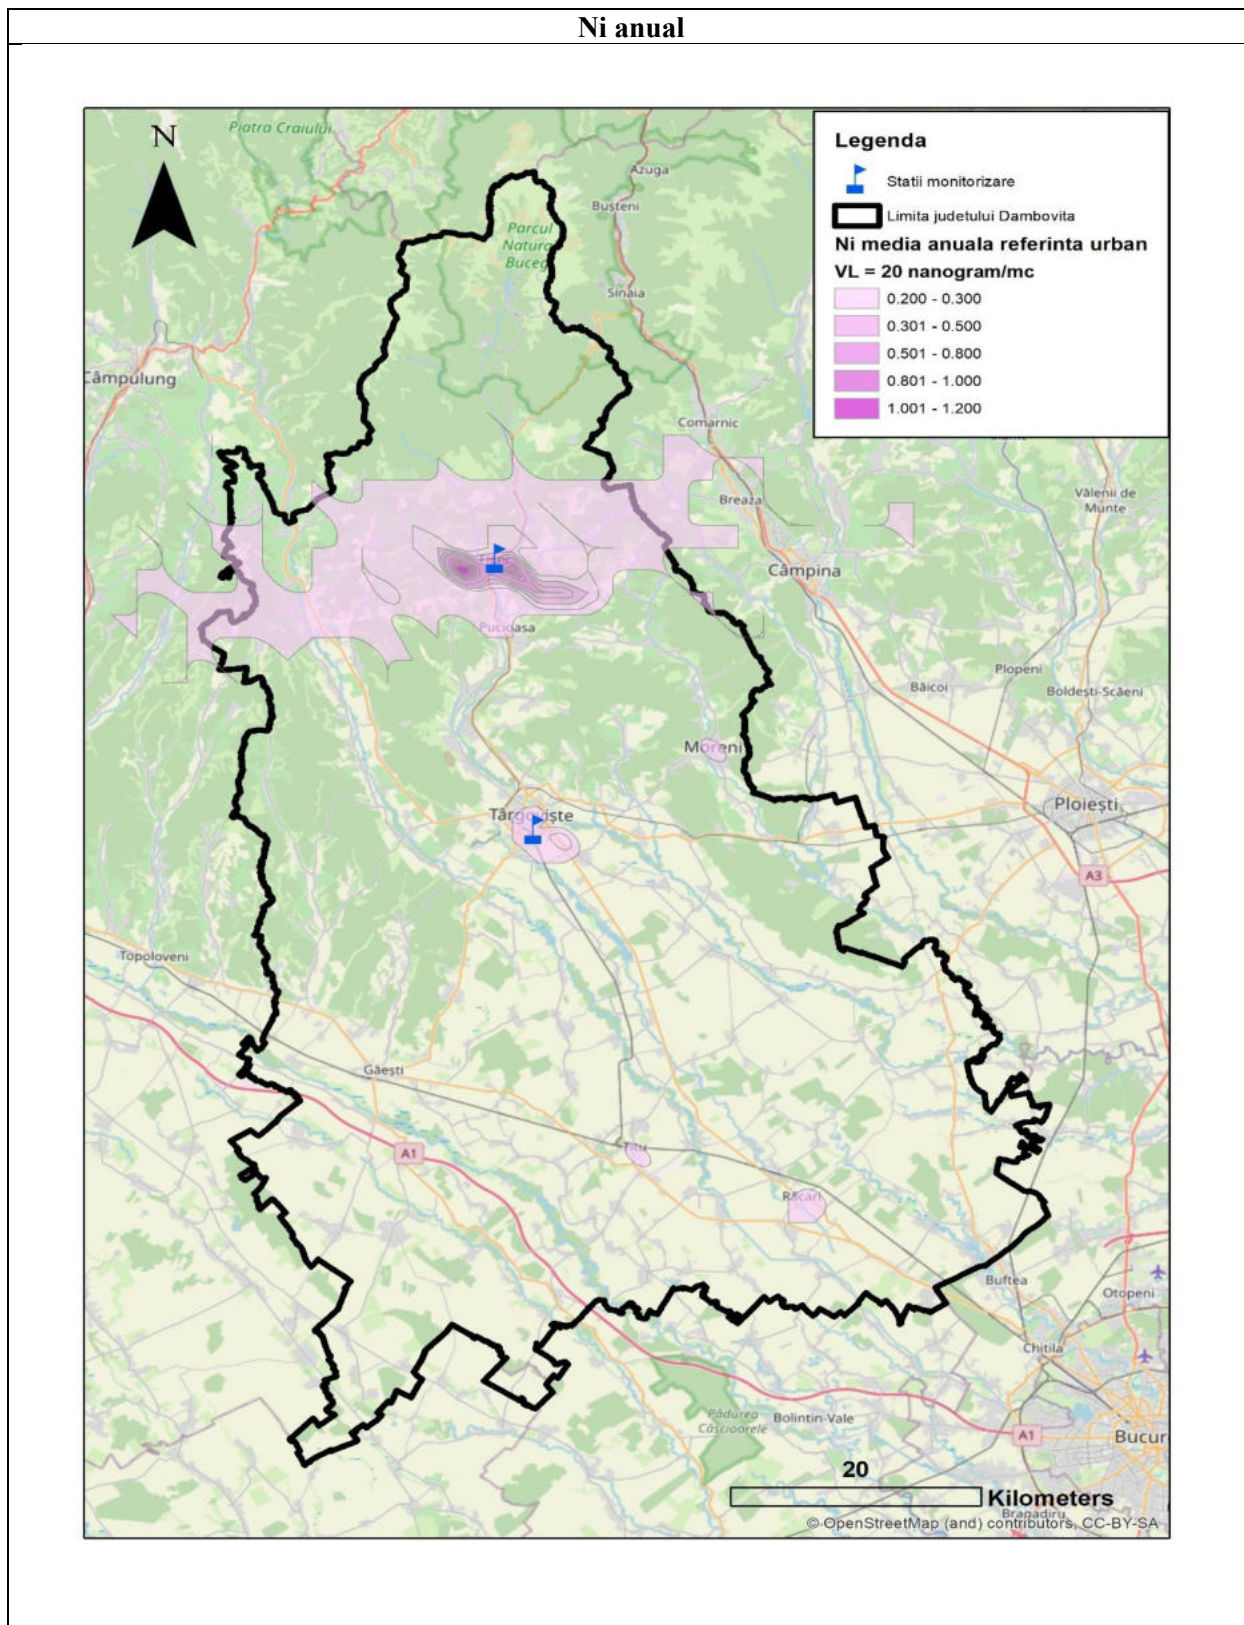 Ni anual
Piatra Craiului
N
Legenda
Statii monitorizare
Limita judetului Dambovita
Ni media anuala referinta urban
VL = 20 nanogram/mc
0.200 - 0.300
0.301 - 0.500
0.501 - 0.800
0.801 - 1.000
1.001 - 1.200
Azuga
Bușteni
Parcul
Natura
Buceg
Sinaia
Câmpulung
Comarnic
Breaza
Vălenii de
Munte
Câmpina
Pucioasa
Plopeni
Băicoi
Boldești-Scăeni
Moreni
Târgoviște
Ploiești
A3
Topoloveni
Găești
A1
Titu
Răcari
Buftea
Otopeni
Chitila
Pădurea
Căscioarele
Bolintin-Vale
A1
Bucur
20
Kilometers
Bragadiru
© OpenStreetMap (and) contributors, CC-BY-SA